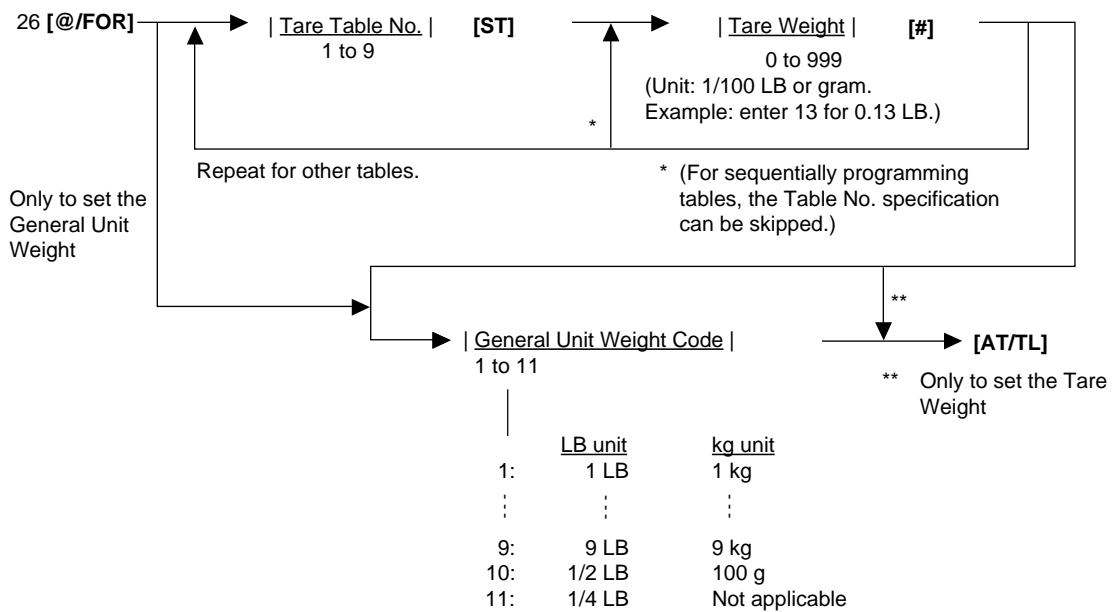 26 [@/FOR] | Tare Table No. | [ST] | Tare Weight | [#]
1 to 9
0 to 999
(Unit: 1/100 LB or gram.
Example: enter 13 for 0.13 LB.)
*
Repeat for other tables.
* (For sequentially programming
tables, the Table No. specification
can be skipped.)
Only to set the
General Unit
Weight
**
| General Unit Weight Code | [AT/TL]
1 to 11
** Only to set the Tare
Weight
LB unit kg unit
1: 1 LB 1 kg
9: 9 LB 9 kg
10: 1/2 LB 100 g
11: 1/4 LB Not applicable